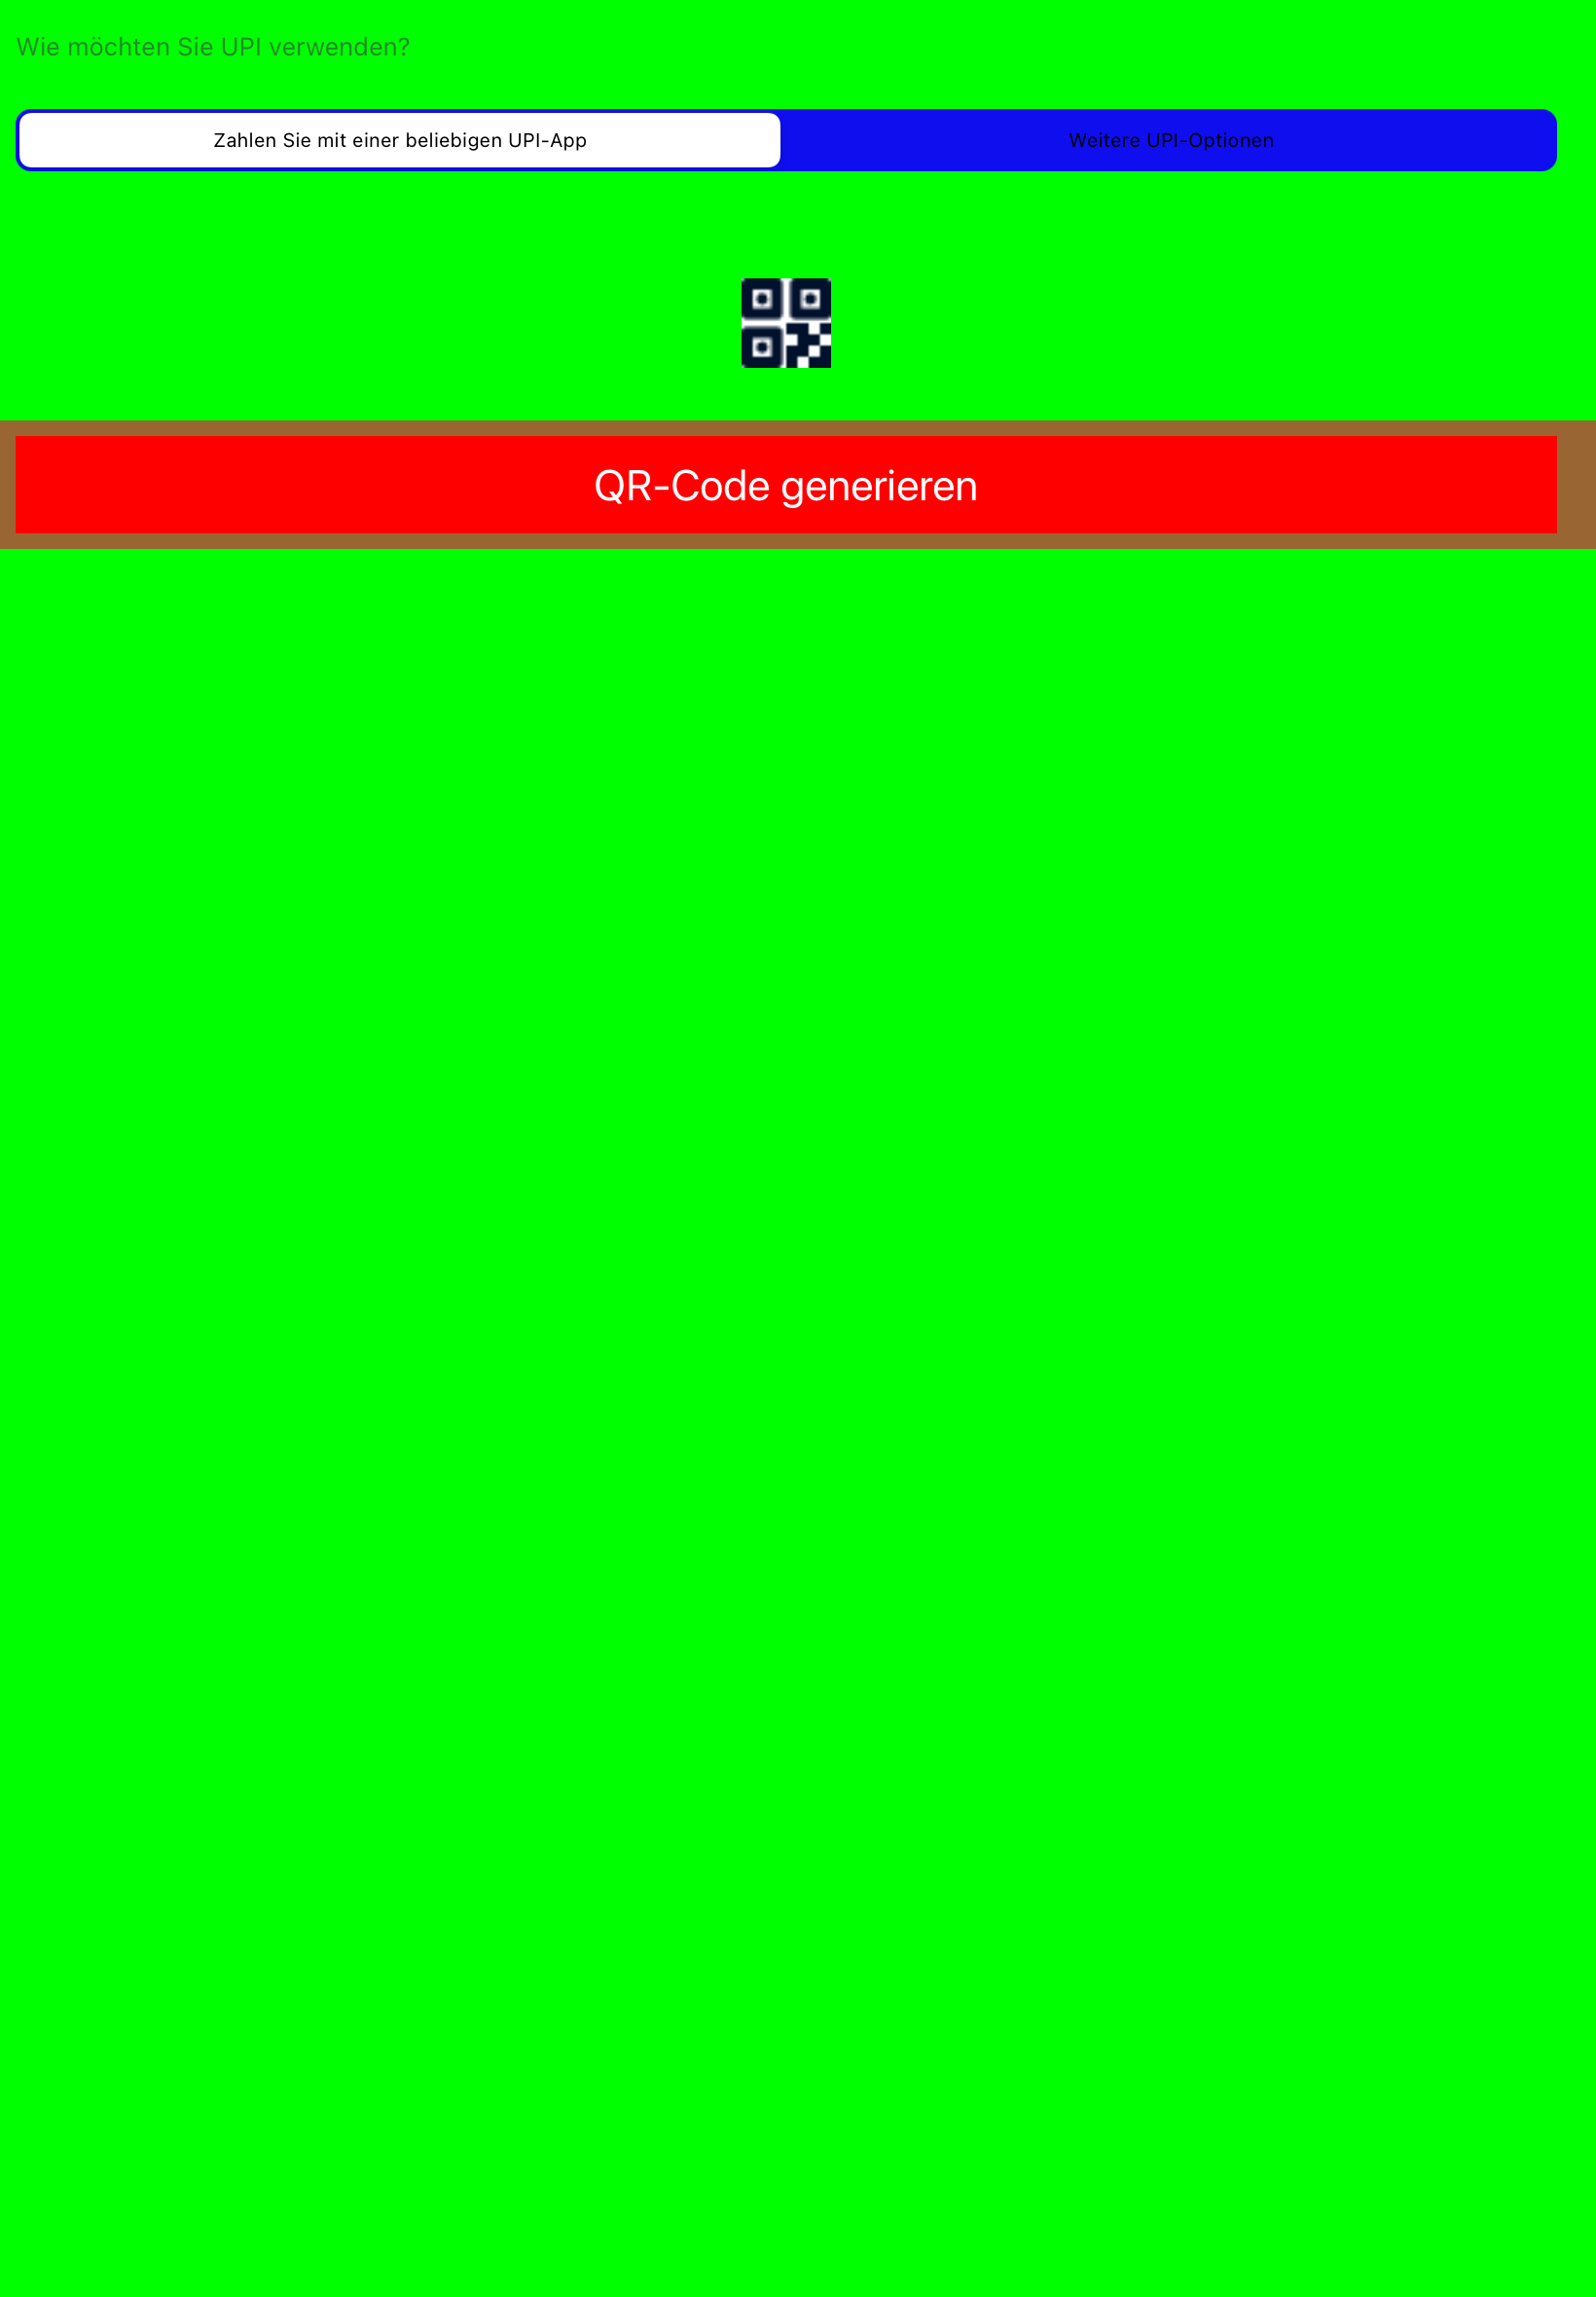 Wie möchten Sie UPI verwenden?
Zahlen Sie mit einer beliebigen UPI-App
Weitere UPI-Optionen
QR-Code generieren